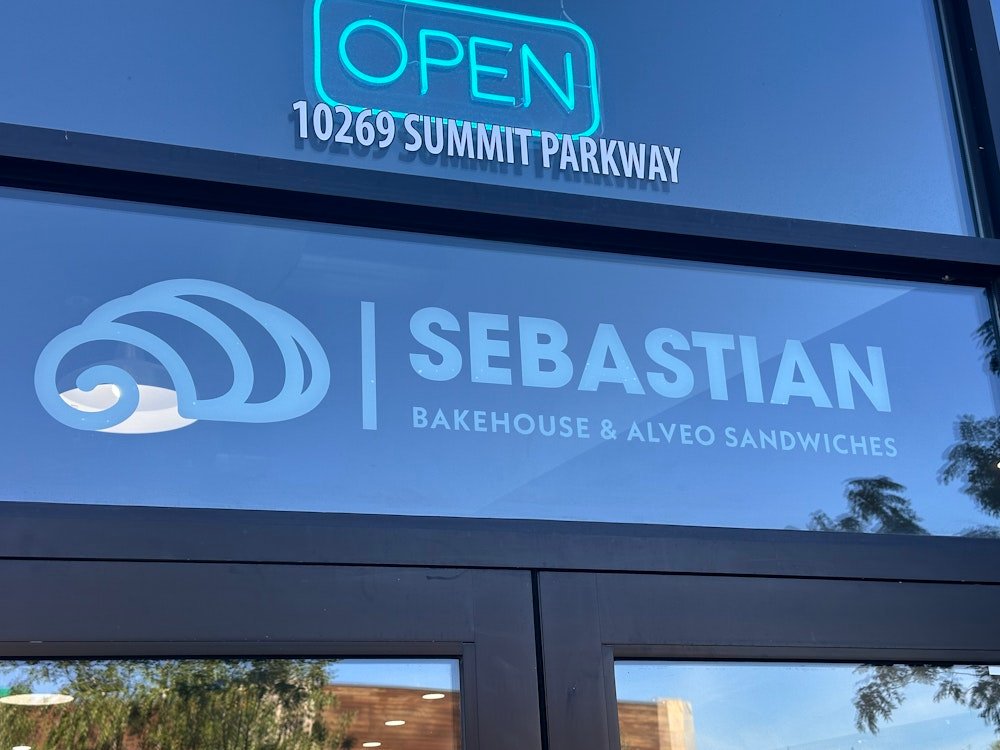 OPEN
10269 SUMMIT PARKWAY
SEBASTIAN
BAKEHOUSE & ALVEO SANDWICHES